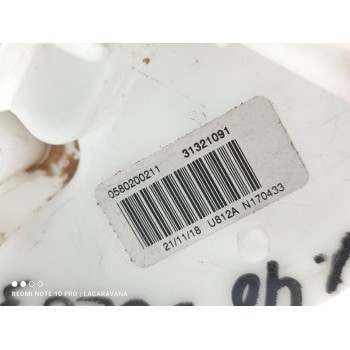 0580200211 31321091
21/11/18 U812A N170433
REDMI NOTE 10 PRO | LACARAVANA